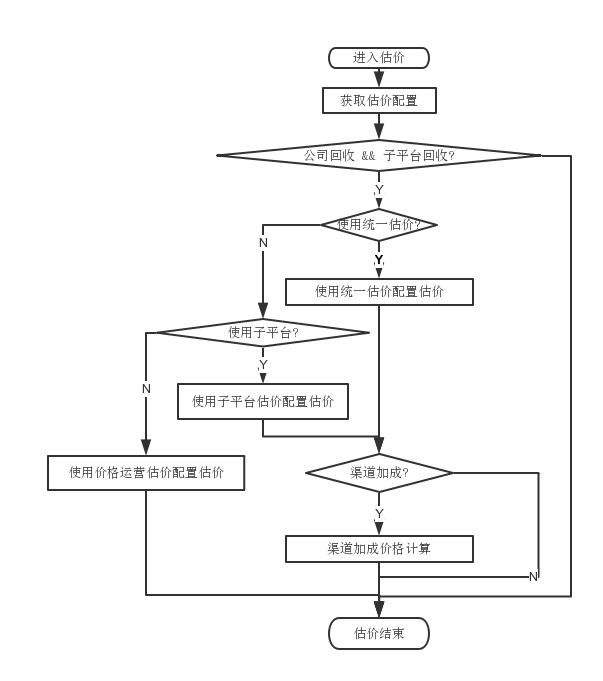 进入估价
获取估价配置
公司回收 && 子平台回收?
Y
使用统一估价?
N
Y
使用统一估价配置估价
使用子平台?
Y
N
使用子平台估价配置估价
使用价格运营估价配置估价
渠道加成?
Y
渠道加成价格计算
N
估价结束